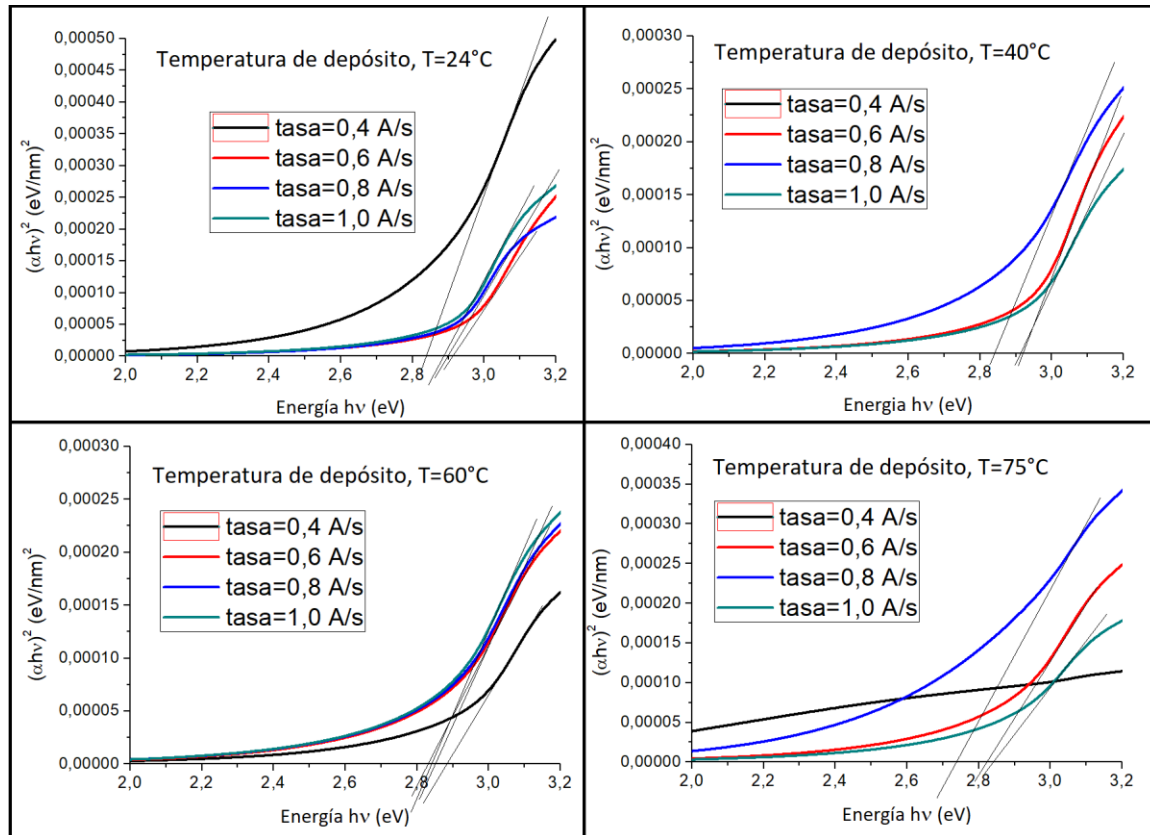 Temperatura de depósito, T=24°C
tasa=0,4 A/s
tasa=0,6 A/s
tasa=0,8 A/s
tasa=1,0 A/s
(αhν)² (eV/nm)²
0,00050
0,00045
0,00040
0,00035
0,00030
0,00025
0,00020
0,00015
0,00010
0,00005
0,00000
2,0 2,2 2,4 2,6 2,8 3,0 3,2
Energía hν (eV)
Temperatura de depósito, T=40°C
tasa=0,4 A/s
tasa=0,6 A/s
tasa=0,8 A/s
tasa=1,0 A/s
(αhν)² (eV/nm)²
0,00030
0,00025
0,00020
0,00015
0,00010
0,00005
0,00000
2,0 2,2 2,4 2,6 2,8 3,0 3,2
Energia hν (eV)
Temperatura de depósito, T=60°C
tasa=0,4 A/s
tasa=0,6 A/s
tasa=0,8 A/s
tasa=1,0 A/s
(αhν)² (eV/nm)²
0,00030
0,00025
0,00020
0,00015
0,00010
0,00005
0,00000
2,0 2,2 2,4 2,6 2,8 3,0 3,2
Energía hν (eV)
Temperatura de depósito, T=75°C
tasa=0,4 A/s
tasa=0,6 A/s
tasa=0,8 A/s
tasa=1,0 A/s
(αhν)² (eV/nm)
0,00040
0,00035
0,00030
0,00025
0,00020
0,00015
0,00010
0,00005
0,00000
2,0 2,2 2,4 2,6 2,8 3,0 3,2
Energía hν (eV)